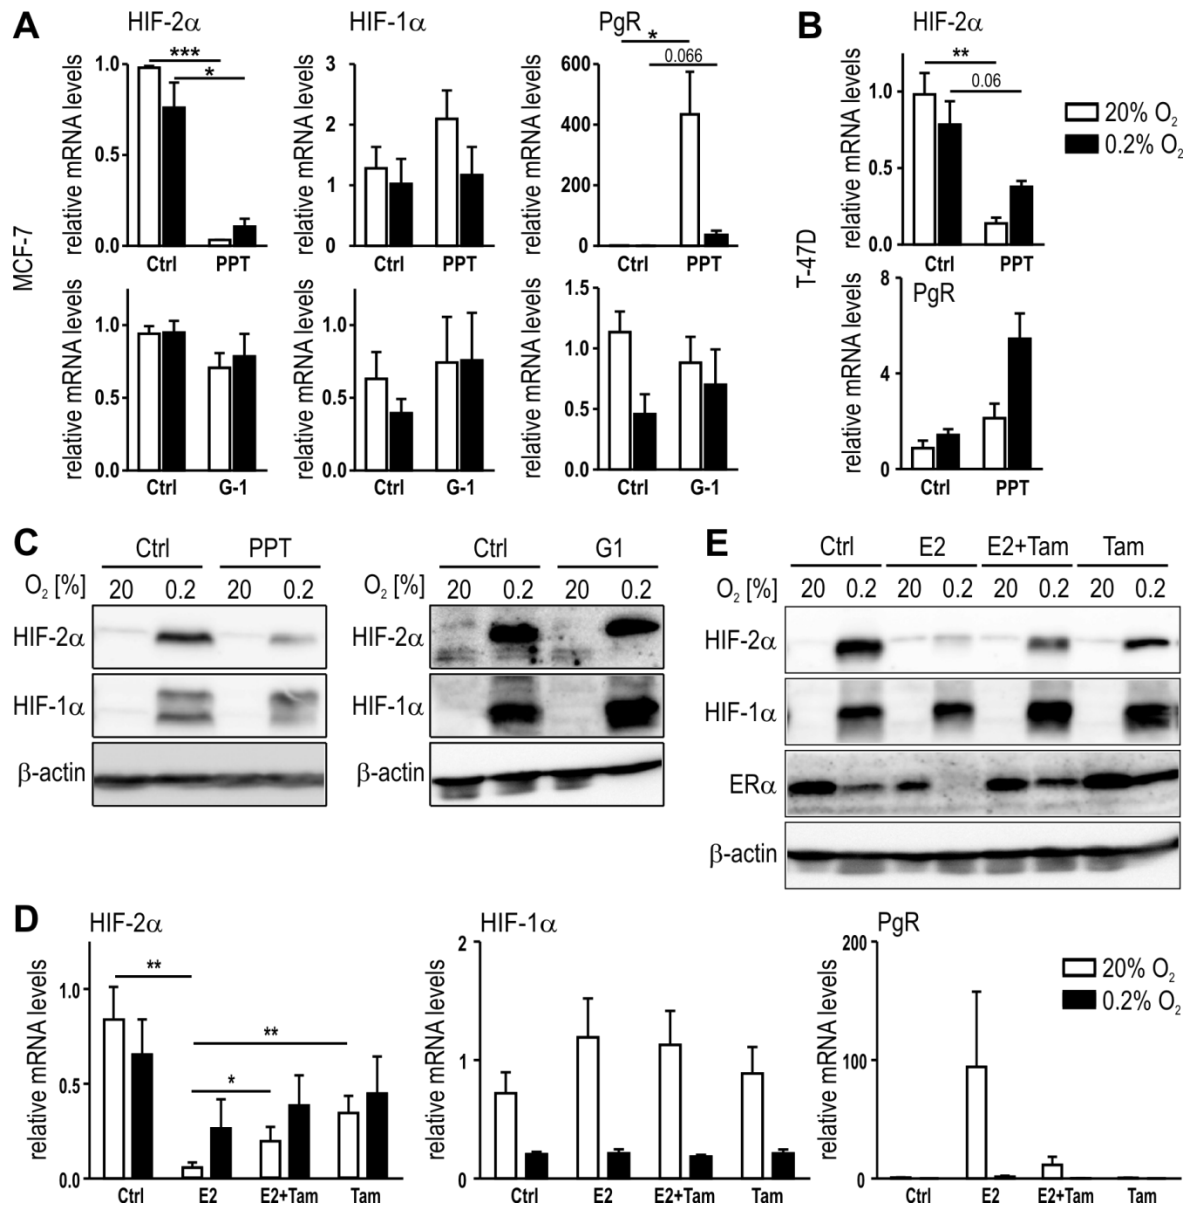 A
HIF-2α
HIF-1α
PgR
B
HIF-2α
MCF-7
relative mRNA levels
1.0
0.5
0.0
***
*
Ctrl
PPT
relative mRNA levels
3
2
1
0
Ctrl
PPT
relative mRNA levels
600
400
200
0
*
0.066
Ctrl
PPT
T-47D
relative mRNA levels
1.0
0.5
0.0
**
0.06
Ctrl
PPT
20% O₂
0.2% O₂
relative mRNA levels
1.0
0.5
0.0
Ctrl
G-1
relative mRNA levels
1.0
0.5
0.0
Ctrl
G-1
relative mRNA levels
1.5
1.0
0.5
0.0
Ctrl
G-1
PgR
relative mRNA levels
8
4
0
Ctrl
PPT
C
Ctrl PPT
O₂ [%] 20 0.2 20 0.2
HIF-2α
HIF-1α
β-actin
Ctrl G1
O₂ [%] 20 0.2 20 0.2
HIF-2α
HIF-1α
β-actin
E
Ctrl E2 E2+Tam Tam
O₂ [%] 20 0.2 20 0.2 20 0.2 20 0.2
HIF-2α
HIF-1α
ERα
β-actin
D
HIF-2α
relative mRNA levels
1.0
0.5
0.0
**
**
*
Ctrl E2 E2+Tam Tam
HIF-1α
relative mRNA levels
2
1
0
Ctrl E2 E2+Tam Tam
PgR
relative mRNA levels
200
100
0
20% O₂
0.2% O₂
Ctrl E2 E2+Tam Tam